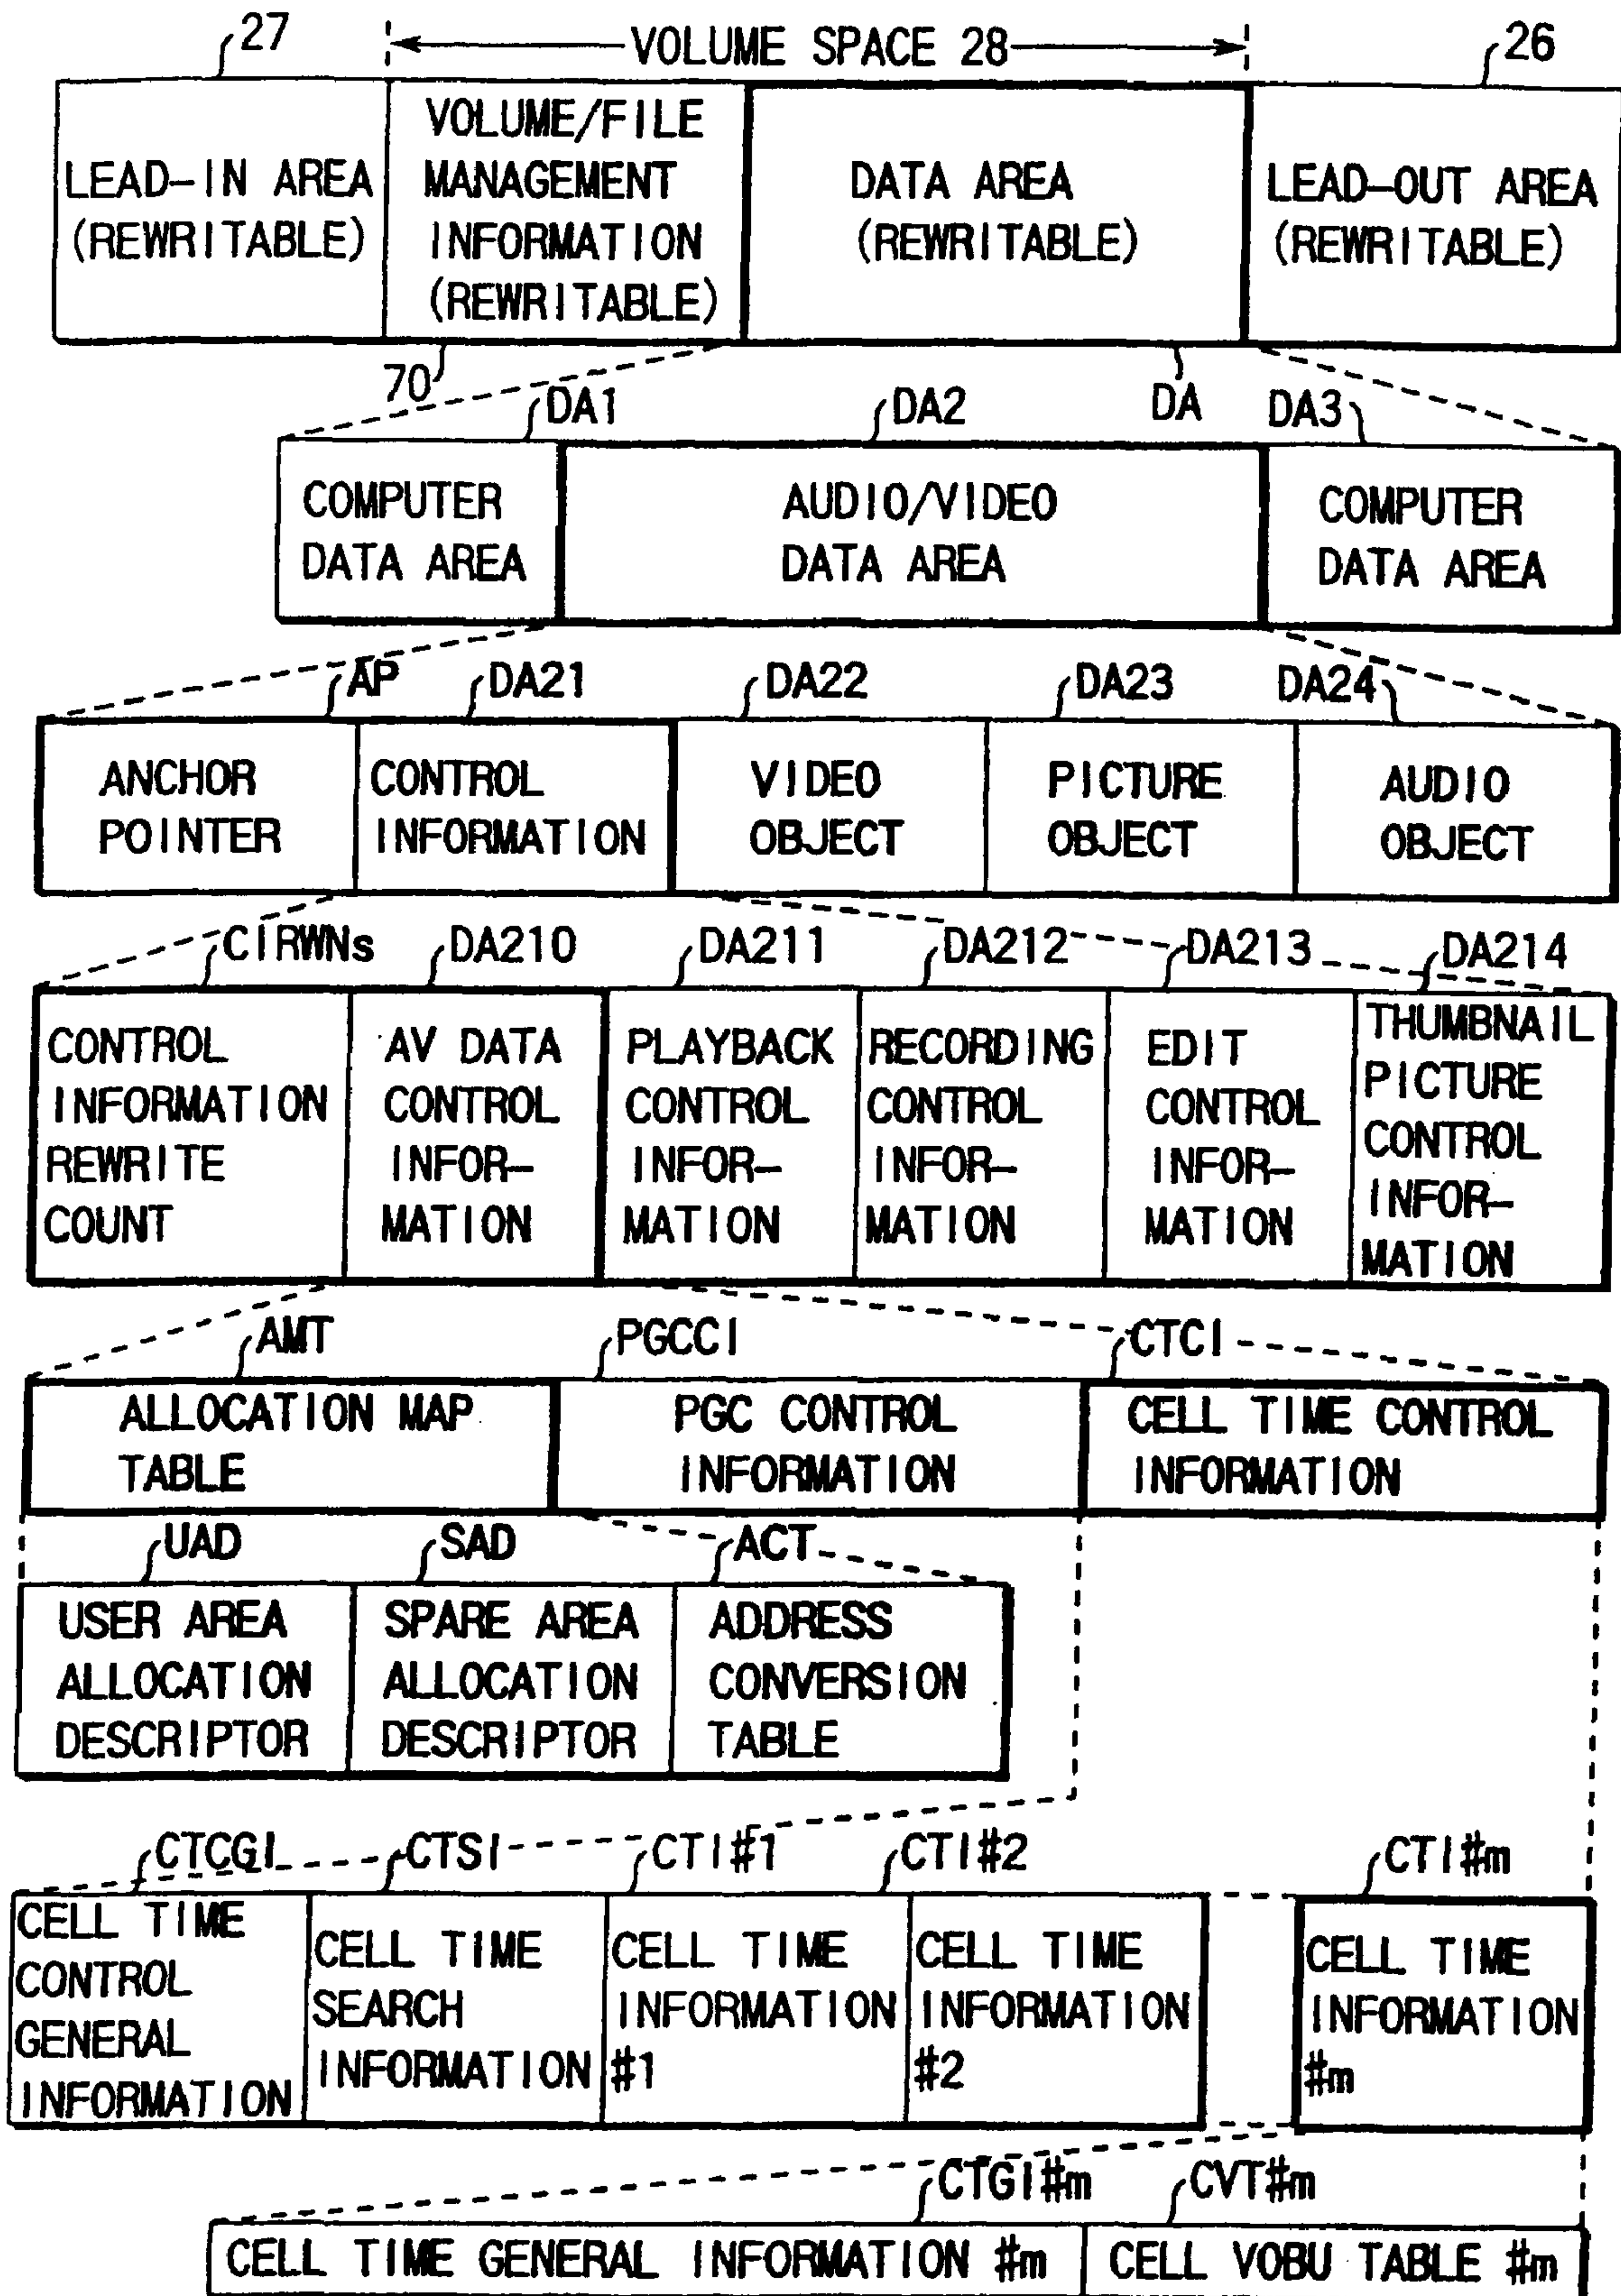 27
VOLUME SPACE 28
26
LEAD-IN AREA
(REWRITABLE)
VOLUME/FILE
MANAGEMENT
INFORMATION
(REWRITABLE)
DATA AREA
(REWRITABLE)
LEAD-OUT AREA
(REWRITABLE)
70
DA1
DA2
DA
DA3
COMPUTER
DATA AREA
AUDIO/VIDEO
DATA AREA
COMPUTER
DATA AREA
AP
DA21
DA22
DA23
DA24
ANCHOR
POINTER
CONTROL
INFORMATION
VIDEO
OBJECT
PICTURE
OBJECT
AUDIO
OBJECT
CIRWNs
DA210
DA211
DA212
DA213
DA214
CONTROL
INFORMATION
REWRITE
COUNT
AV DATA
CONTROL
INFOR-
MATION
PLAYBACK
CONTROL
INFOR-
MATION
RECORDING
CONTROL
INFOR-
MATION
EDIT
CONTROL
INFOR-
MATION
THUMBNAIL
PICTURE
CONTROL
INFOR-
MATION
AMT
PGCCI
CTCI
ALLOCATION MAP
TABLE
PGC CONTROL
INFORMATION
CELL TIME CONTROL
INFORMATION
UAD
SAD
ACT
USER AREA
ALLOCATION
DESCRIPTOR
SPARE AREA
ALLOCATION
DESCRIPTOR
ADDRESS
CONVERSION
TABLE
CTCGI
CTSI
CTI#1
CTI#2
CTI#m
CELL TIME
CONTROL
GENERAL
INFORMATION
CELL TIME
SEARCH
INFORMATION
CELL TIME
INFORMATION
#1
CELL TIME
INFORMATION
#2
CELL TIME
INFORMATION
#m
CTGI#m
CVT#m
CELL TIME GENERAL INFORMATION #m
CELL VOBU TABLE #m